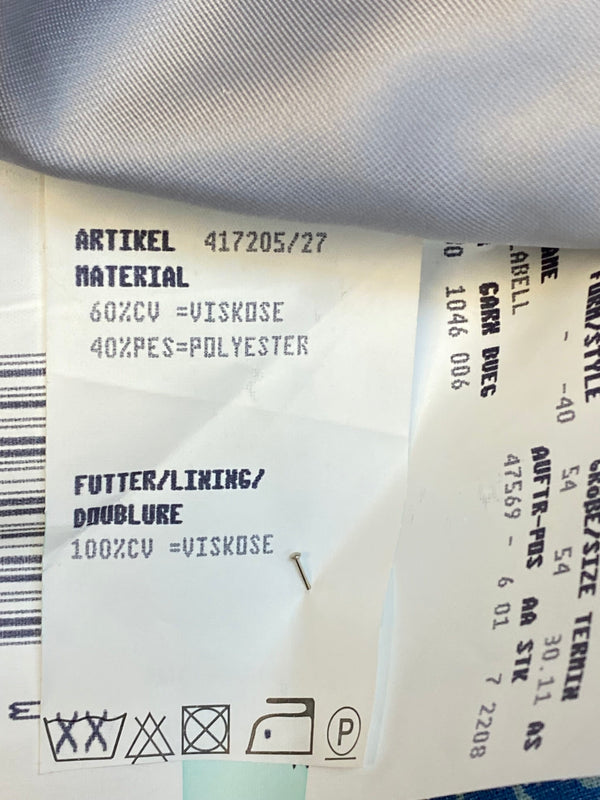 ARTIKEL 417205/27
MATERIAL
60%CV =VISKOSE
40%PES=POLYESTER
FUTTER/LINING/
DOUBLURE
100%CV =VISKOSE
XX
P
FORM/STYLE
- -40
GROßE/SIZE TERMIN
54 54 30.11 AS
AUFTR-POS AA STK
47569 - 6 01 7 2208
GARN BUEG
1046 006